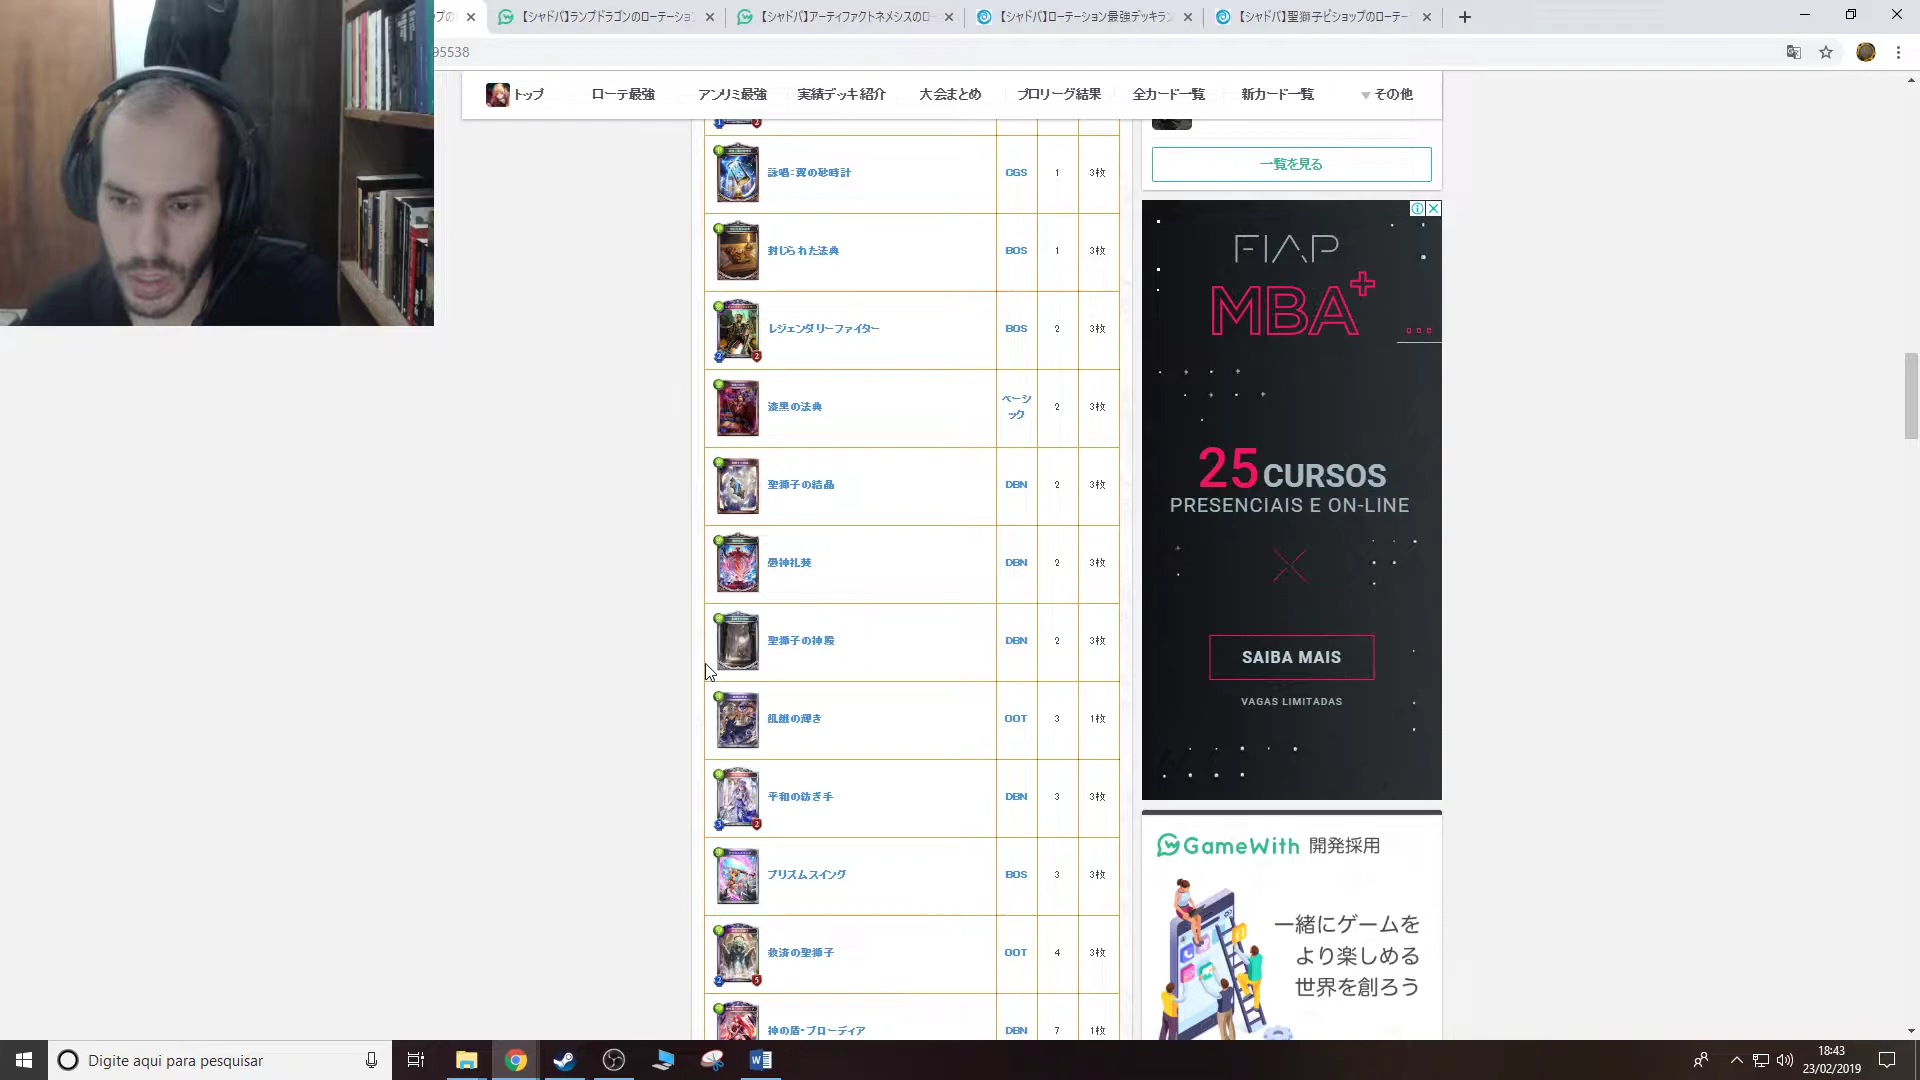 プの
【シャドバ】ランプドラゴンのローテーション
【シャドバ】アーティファクトネメシスのロー
【シャドバ】ローテーション最強デッキラン
【シャドバ】聖獅子ビショップのローテー
95538
トップ
ローテ最強
アンリミ最強
実績デッキ紹介
大会まとめ
プロリーグ結果
全カード一覧
新カード一覧
その他
詠唱：翼の砂時計 CGS 1 3枚
封じられた法典 BOS 1 3枚
レジェンダリーファイター BOS 2 3枚
漆黒の法典 ベーシ
ック 2 3枚
聖獅子の結晶 DBN 2 3枚
愚神礼賛 DBN 2 3枚
聖獅子の神殿 DBN 2 3枚
飢餓の輝き OOT 3 1枚
平和の紡ぎ手 DBN 3 3枚
プリズムスイング BOS 3 3枚
救済の聖獅子 OOT 4 3枚
神の盾・ブローディア DBN 7 1枚
一覧を見る
FIAP
MBA+
25 CURSOS
PRESENCIAIS E ON-LINE
SAIBA MAIS
VAGAS LIMITADAS
GameWith 開発採用
一緒にゲームを
より楽しめる
世界を創ろう
Digite aqui para pesquisar
18:43
23/02/2019